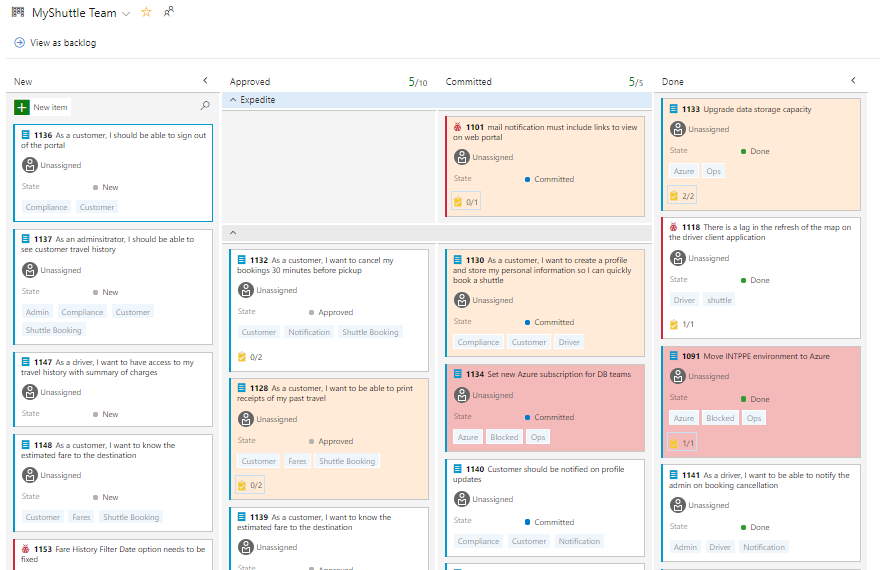 MyShuttle Team
View as backlog
New
New item
1136 As a customer, I should be able to sign out
of the portal
Unassigned
State New
Compliance Customer
1137 As an adminsitrator, I should be able to
see customer travel history
Unassigned
State New
Admin Compliance Customer
Shuttle Booking
1147 As a driver, I want to have access to my
travel history with summary of charges
Unassigned
State New
1148 As a customer, I want to know the
estimated fare to the destination
Unassigned
State New
Customer Fares Shuttle Booking
1153 Fare History Filter Date option needs to be
fixed
Approved 5/10
Expedite
1132 As a customer, I want to cancel my
bookings 30 minutes before pickup
Unassigned
State Approved
Customer Notification Shuttle Booking
0/2
1128 As a customer, I want to be able to print
receipts of my past travel
Unassigned
State Approved
Customer Fares Shuttle Booking
0/2
1139 As a customer, I want to know the
estimated fare to the destination
Unassigned
State Approved
Committed 5/5
1101 mail notification must include links to view
on web portal
Unassigned
State Committed
0/1
1130 As a customer, I want to create a profile
and store my personal information so I can quickly
book a shuttle
Unassigned
State Committed
Compliance Customer Driver
1134 Set new Azure subscription for DB teams
Unassigned
State Committed
Azure Blocked Ops
1140 Customer should be notified on profile
updates
Unassigned
State Committed
Compliance Customer Notification
Done
1133 Upgrade data storage capacity
Unassigned
State Done
Azure Ops
2/2
1118 There is a lag in the refresh of the map on
the driver client application
Unassigned
State Done
Driver shuttle
1/1
1091 Move INTPPE environment to Azure
Unassigned
State Done
Azure Blocked Ops
1/1
1141 As a driver, I want to be able to notify the
admin on booking cancellation
Unassigned
State Done
Admin Driver Notification